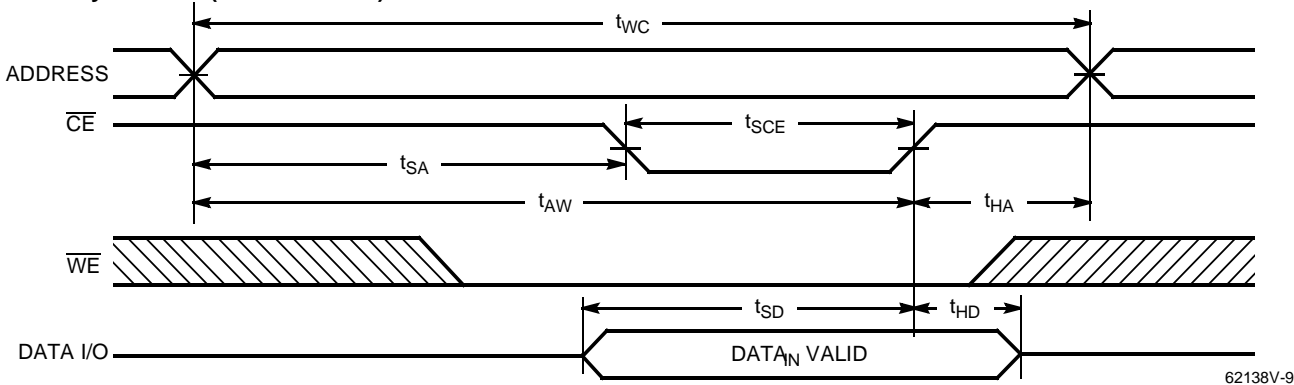 tWC
ADDRESS
CE
tSCE
tSA
tAW
tHA
WE
tSD
tHD
DATA I/O
DATAIN VALID
62138V-9